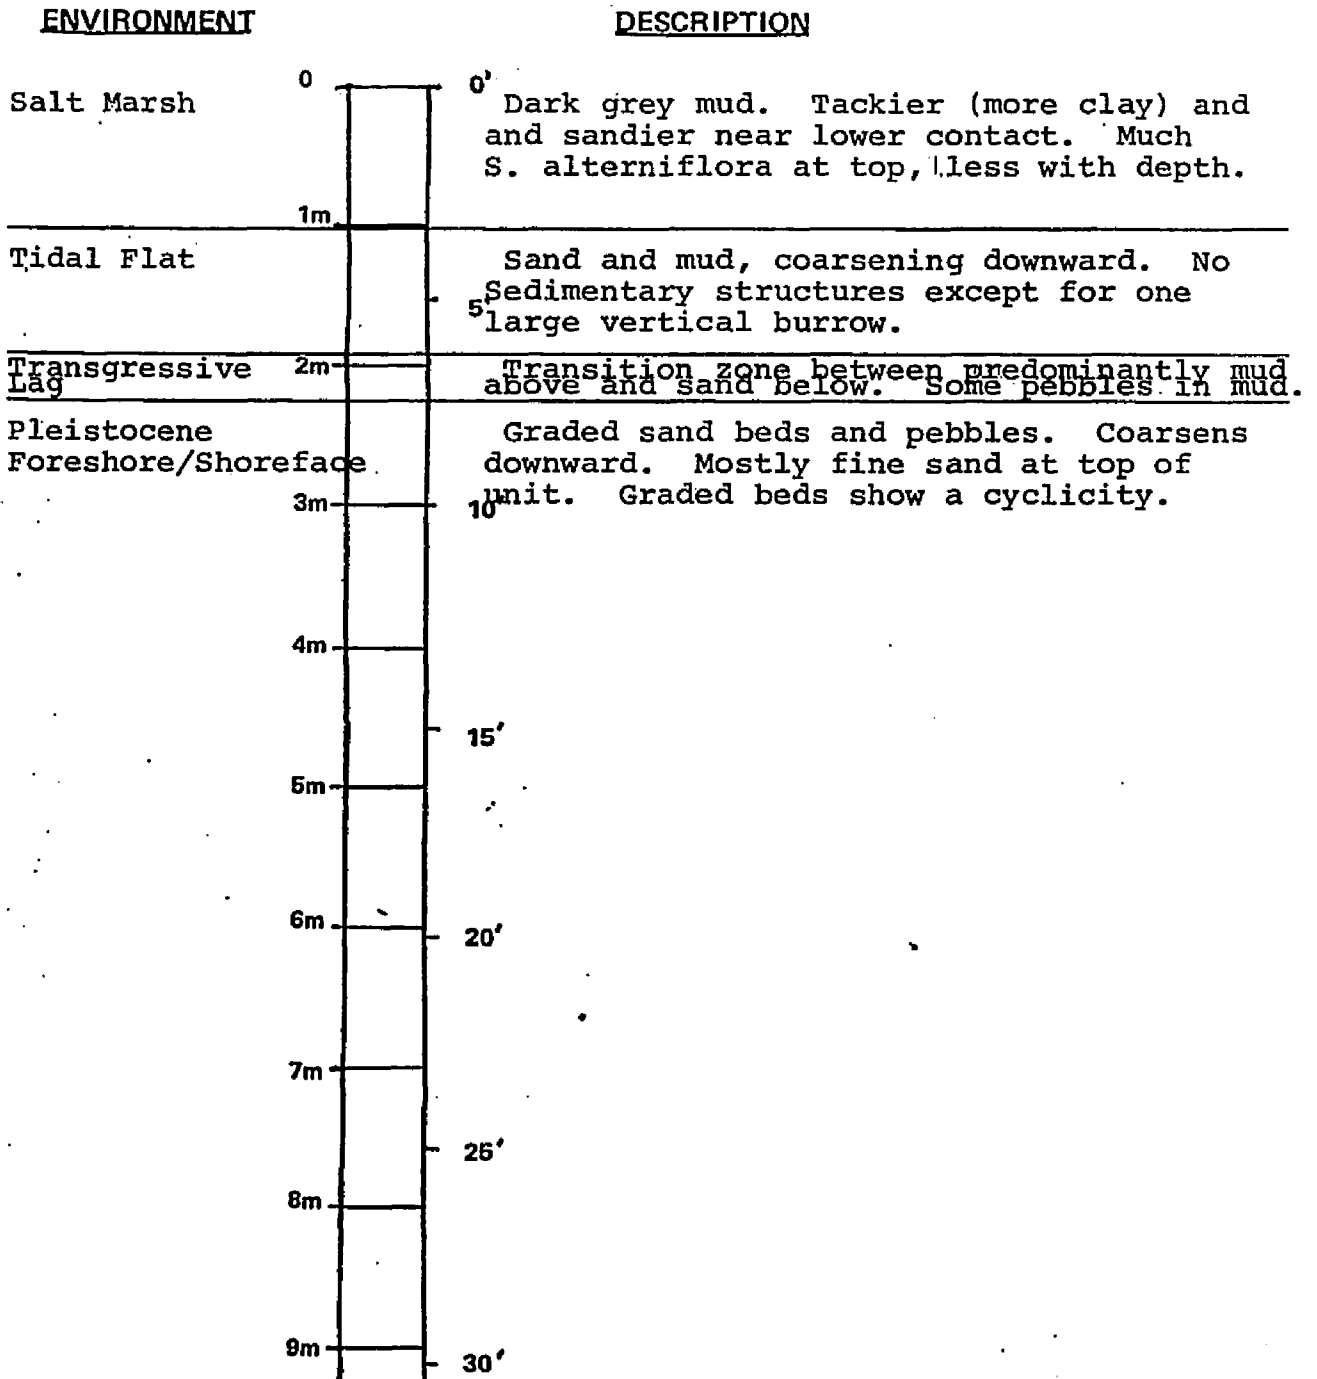 ENVIRONMENT DESCRIPTION
0 0'
Salt Marsh
Dark grey mud. Tackier (more clay) and
and sandier near lower contact. Much
S. alterniflora at top, less with depth.
1m
Tidal Flat
Sand and mud, coarsening downward. No
Sedimentary structures except for one
large vertical burrow.
5
Transgressive
Lag
2m
Transition zone between predominantly mud
above and sand below. Some pebbles in mud.
Pleistocene
Foreshore/Shoreface
Graded sand beds and pebbles. Coarsens
downward. Mostly fine sand at top of
unit. Graded beds show a cyclicity.
3m 10
4m
15'
5m
6m
20'
7m
25'
8m
9m
30'